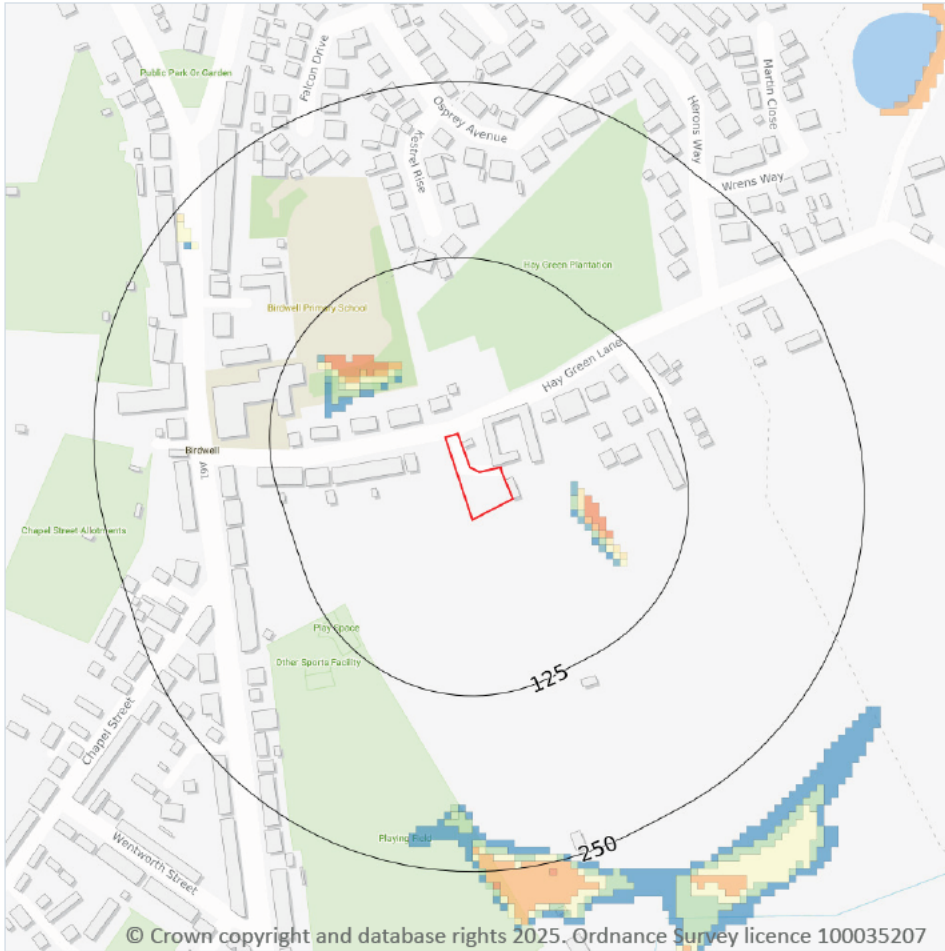 Public Park Or Garden
Falcon Drive
Osprey Avenue
Kestrel Rise
Herons Way
Martin Close
Wrens Way
Hay Green Plantation
Birdwell Primary School
Hay Green Lane
Birdwell
A61
Chapel Street Allotments
Play Space
Other Sports Facility
125
Chapel Street
Wentworth Street
Playing Field
250
© Crown copyright and database rights 2025. Ordnance Survey licence 100035207